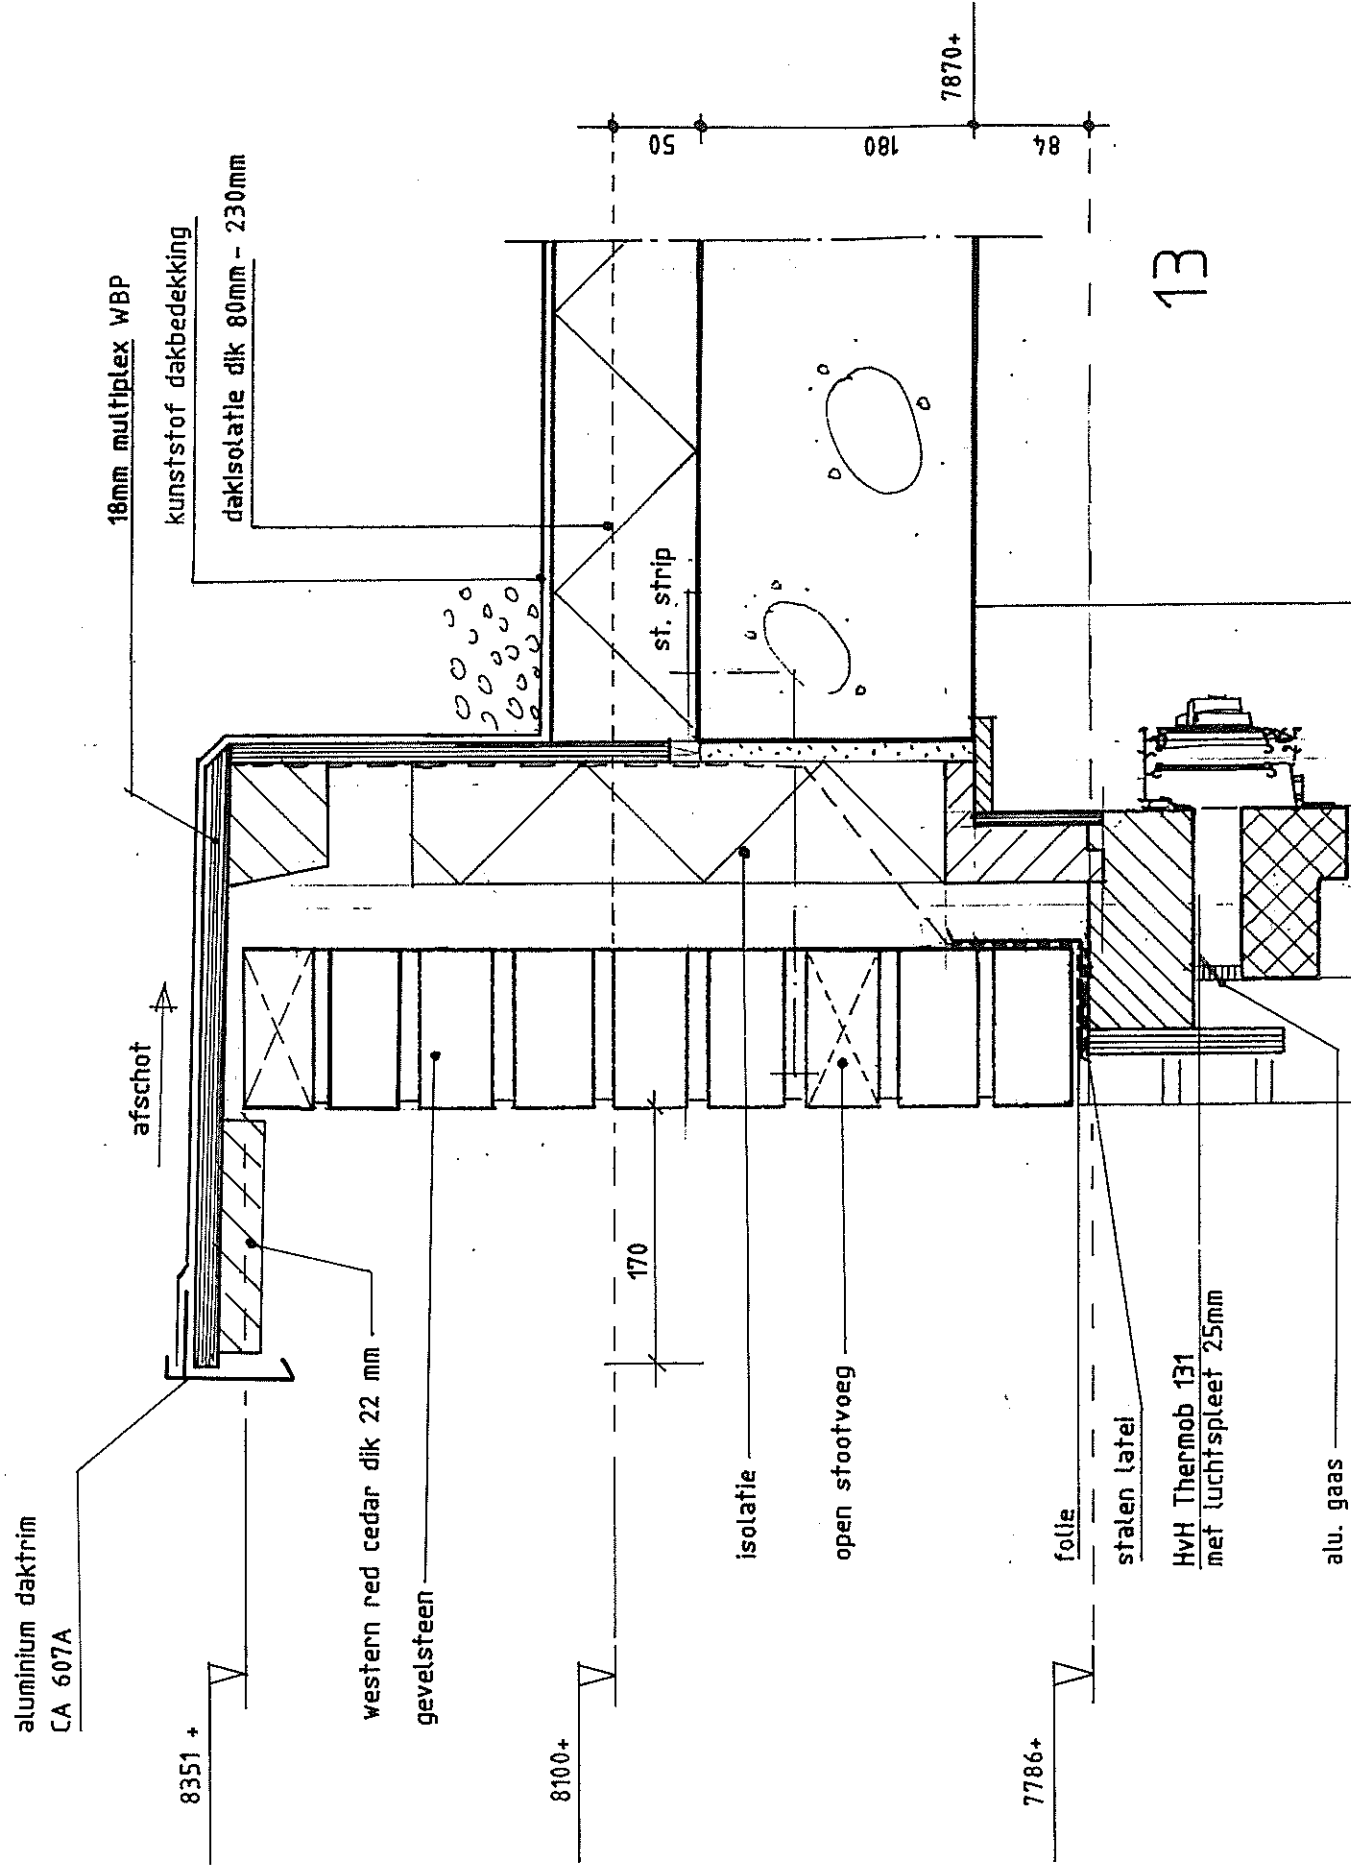 aluminium daktrim
CA 607A
8351 +
western red cedar dik 22 mm
gevelsteen
8100+
isolatie
open stootvoeg
7786+
folie
stalen latei
HvH Thermob 131
met luchtspleet 25mm
alu. gaas
afschot
170
18mm multiplex WBP
kunststof dakbedekking
dakisolatie dik 80mm - 230mm
st. strip
50
180
84
7870+
13